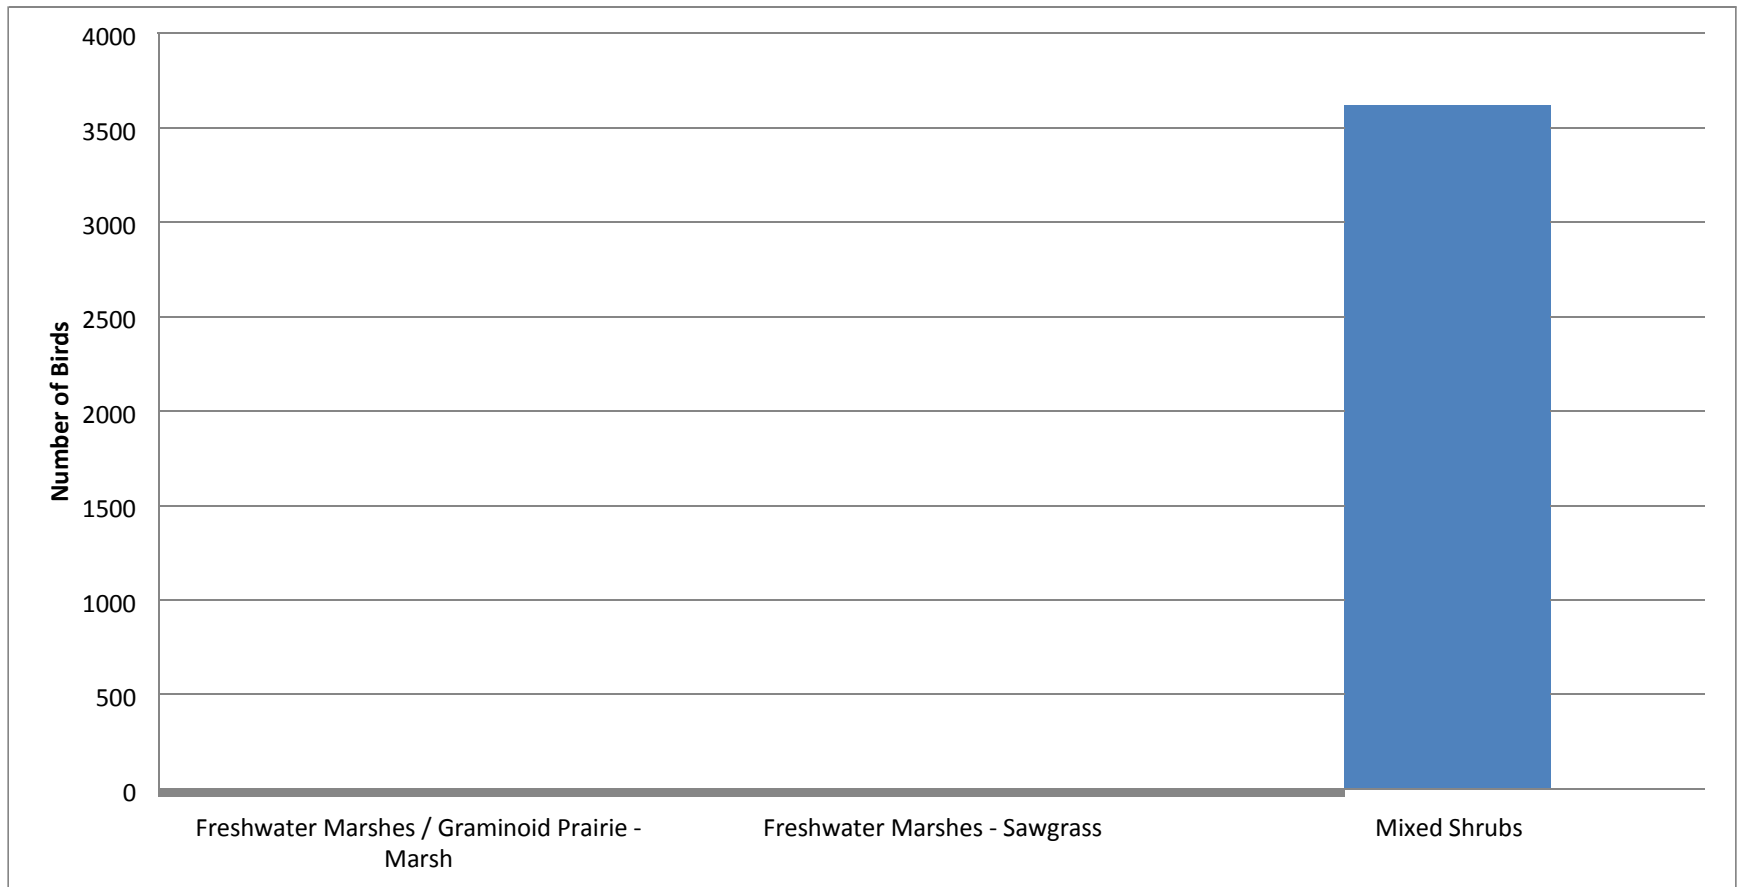 4000
3500
3000
2500
2000
1500
1000
500
0
Number of Birds
Freshwater Marshes / Graminoid Prairie -
Marsh
Freshwater Marshes - Sawgrass
Mixed Shrubs